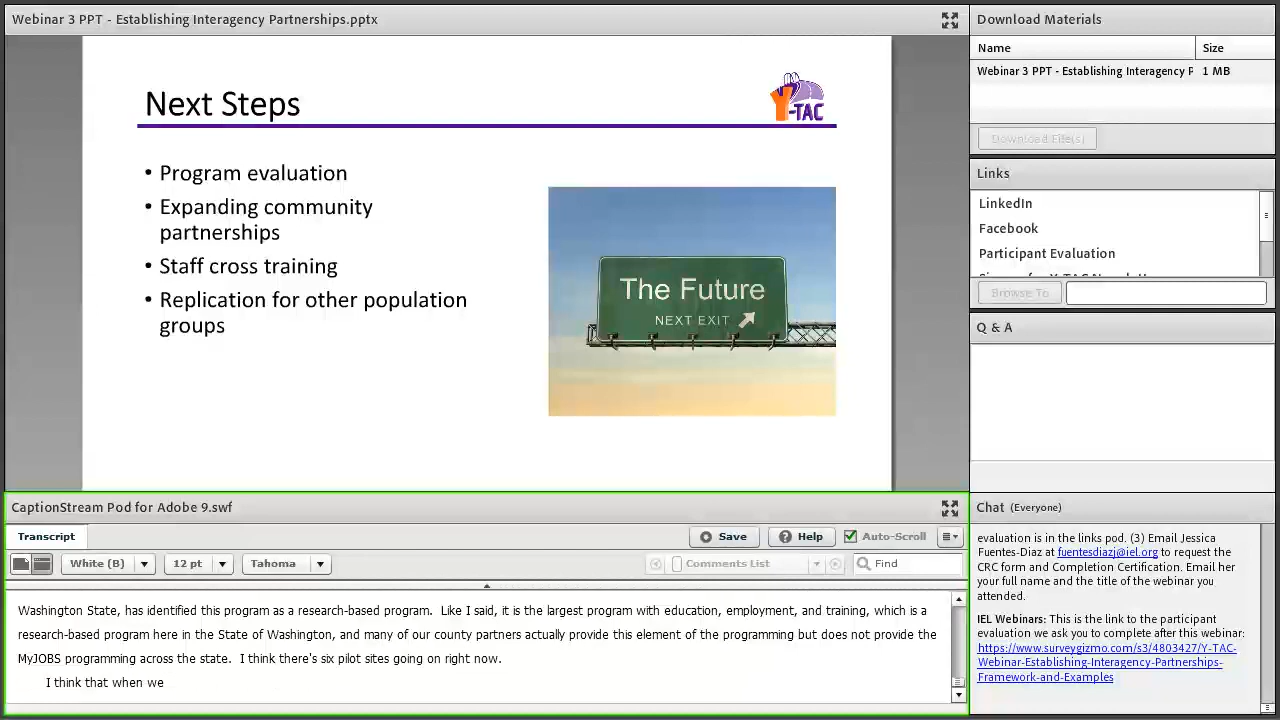 Webinar 3 PPT - Establishing Interagency Partnerships.pptx
Next Steps
Y-TAC
• Program evaluation
• Expanding community
partnerships
• Staff cross training
• Replication for other population
groups
The Future
NEXT EXIT
CaptionStream Pod for Adobe 9.swf
Transcript
Save
Help
Auto-Scroll
White (B)
12 pt
Tahoma
Comments List
Find
Washington State, has identified this program as a research-based program. Like I said, it is the largest program with education, employment, and training, which is a
research-based program here in the State of Washington, and many of our county partners actually provide this element of the programming but does not provide the
MyJOBS programming across the state. I think there's six pilot sites going on right now.
I think that when we
Download Materials
Name Size
Webinar 3 PPT - Establishing Interagency P 1 MB
Download File(s)
Links
LinkedIn
Facebook
Participant Evaluation
Browse To
Q & A
Chat (Everyone)
evaluation is in the links pod. (3) Email Jessica
Fuentes-Diaz at fuentesdiazj@iel.org to request the
CRC form and Completion Certification. Email her
your full name and the title of the webinar you
attended.
IEL Webinars: This is the link to the participant
evaluation we ask you to complete after this webinar:
https://www.surveygizmo.com/s3/4803427/Y-TAC-
Webinar-Establishing-Interagency-Partnerships-
Framework-and-Examples